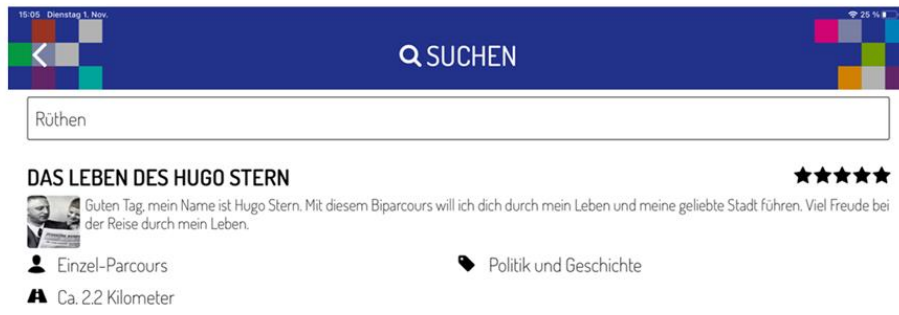 15:05 Dienstag 1. Nov.
25 %
SUCHEN
Rüthen
DAS LEBEN DES HUGO STERN
Guten Tag, mein Name ist Hugo Stern. Mit diesem Biparcours will ich dich durch mein Leben und meine geliebte Stadt führen. Viel Freude bei
der Reise durch mein Leben.
Einzel-Parcours
Politik und Geschichte
Ca. 2.2 Kilometer